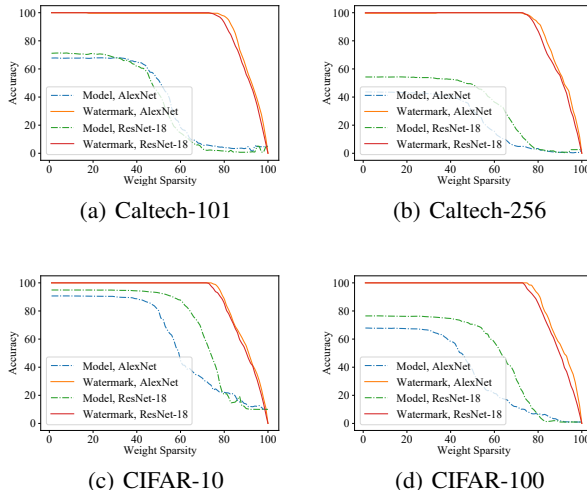 100
80
60
40
20
0
Accuracy
Model, AlexNet
Watermark, AlexNet
Model, ResNet-18
Watermark, ResNet-18
0 20 40 60 80 100
Weight Sparsity
(a) Caltech-101
100
80
60
40
20
0
Accuracy
Model, AlexNet
Watermark, AlexNet
Model, ResNet-18
Watermark, ResNet-18
0 20 40 60 80 100
Weight Sparsity
(b) Caltech-256
100
80
60
40
20
0
Accuracy
Model, AlexNet
Watermark, AlexNet
Model, ResNet-18
Watermark, ResNet-18
0 20 40 60 80 100
Weight Sparsity
(c) CIFAR-10
100
80
60
40
20
0
Accuracy
Model, AlexNet
Watermark, AlexNet
Model, ResNet-18
Watermark, ResNet-18
0 20 40 60 80 100
Weight Sparsity
(d) CIFAR-100